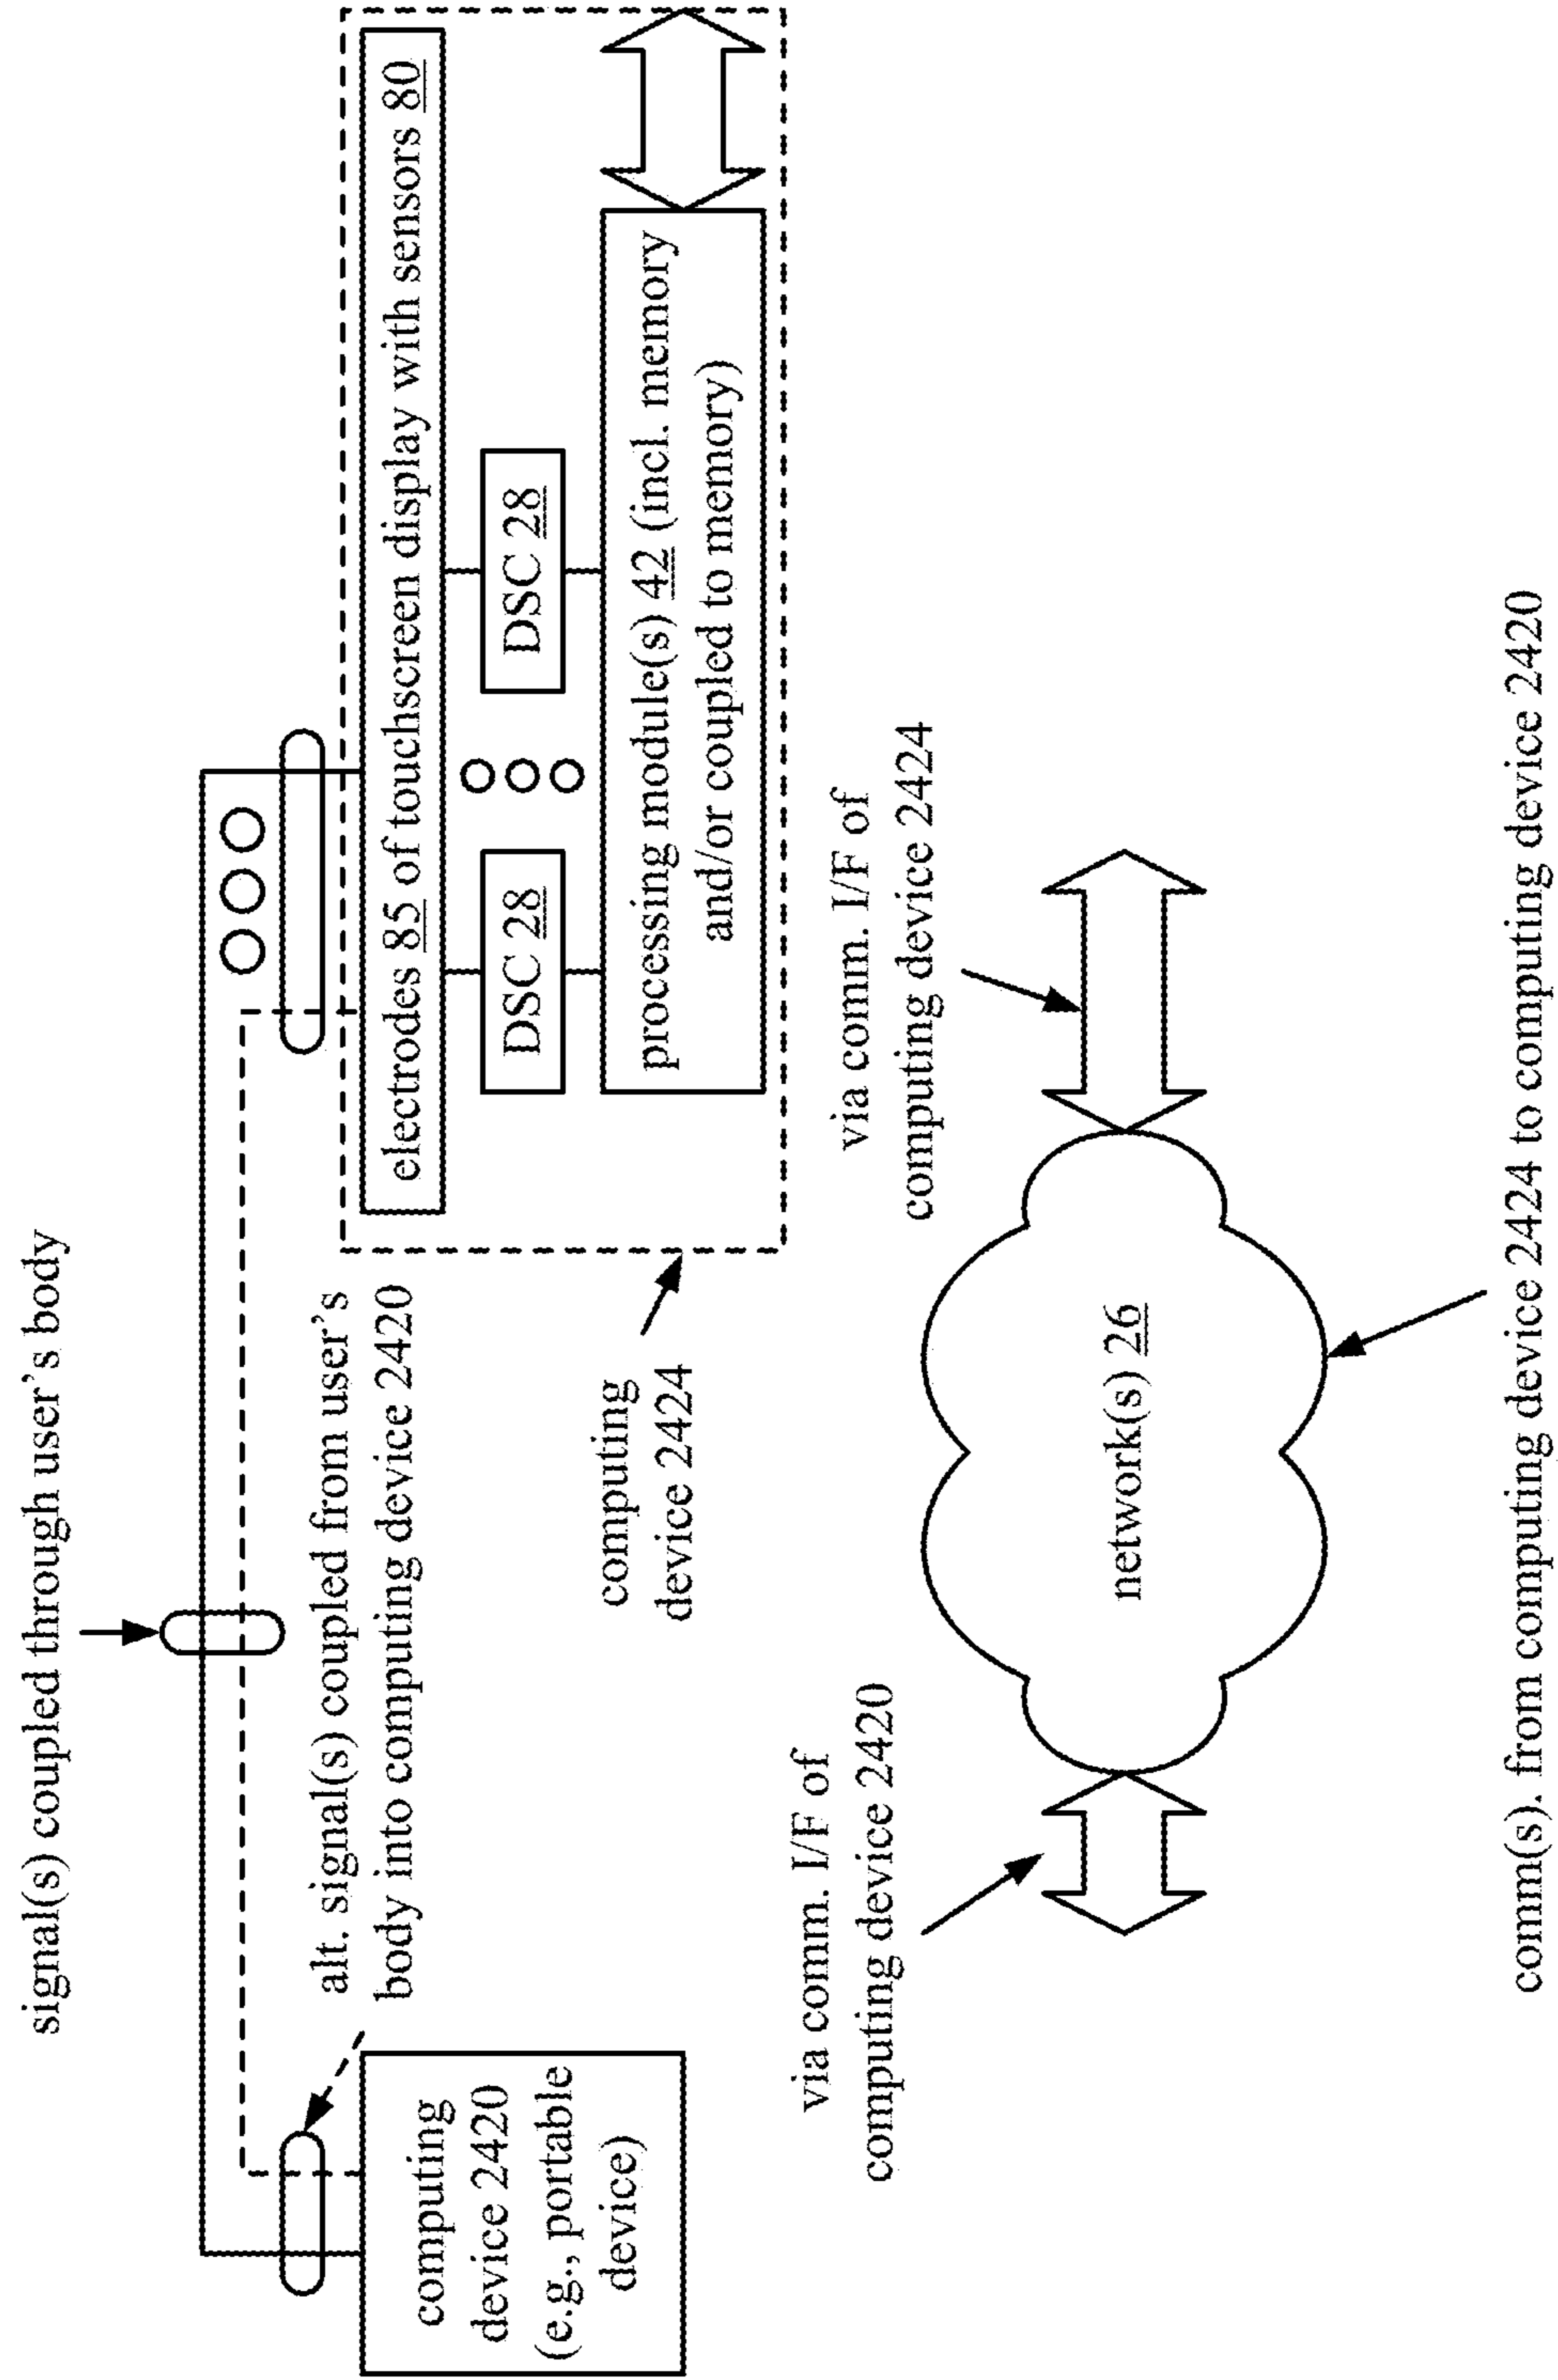 signal(s) coupled through user's body
alt. signal(s) coupled from user's
body into computing device 2420
computing
device 2420
(e.g., portable
device)
electrodes 85 of touchscreen display with sensors 80
DSC 28
DSC 28
processing module(s) 42 (incl. memory
and/or coupled to memory)
computing
device 2424
via comm. I/F of
computing device 2420
via comm. I/F of
computing device 2424
network(s) 26
comm(s). from computing device 2424 to computing device 2420